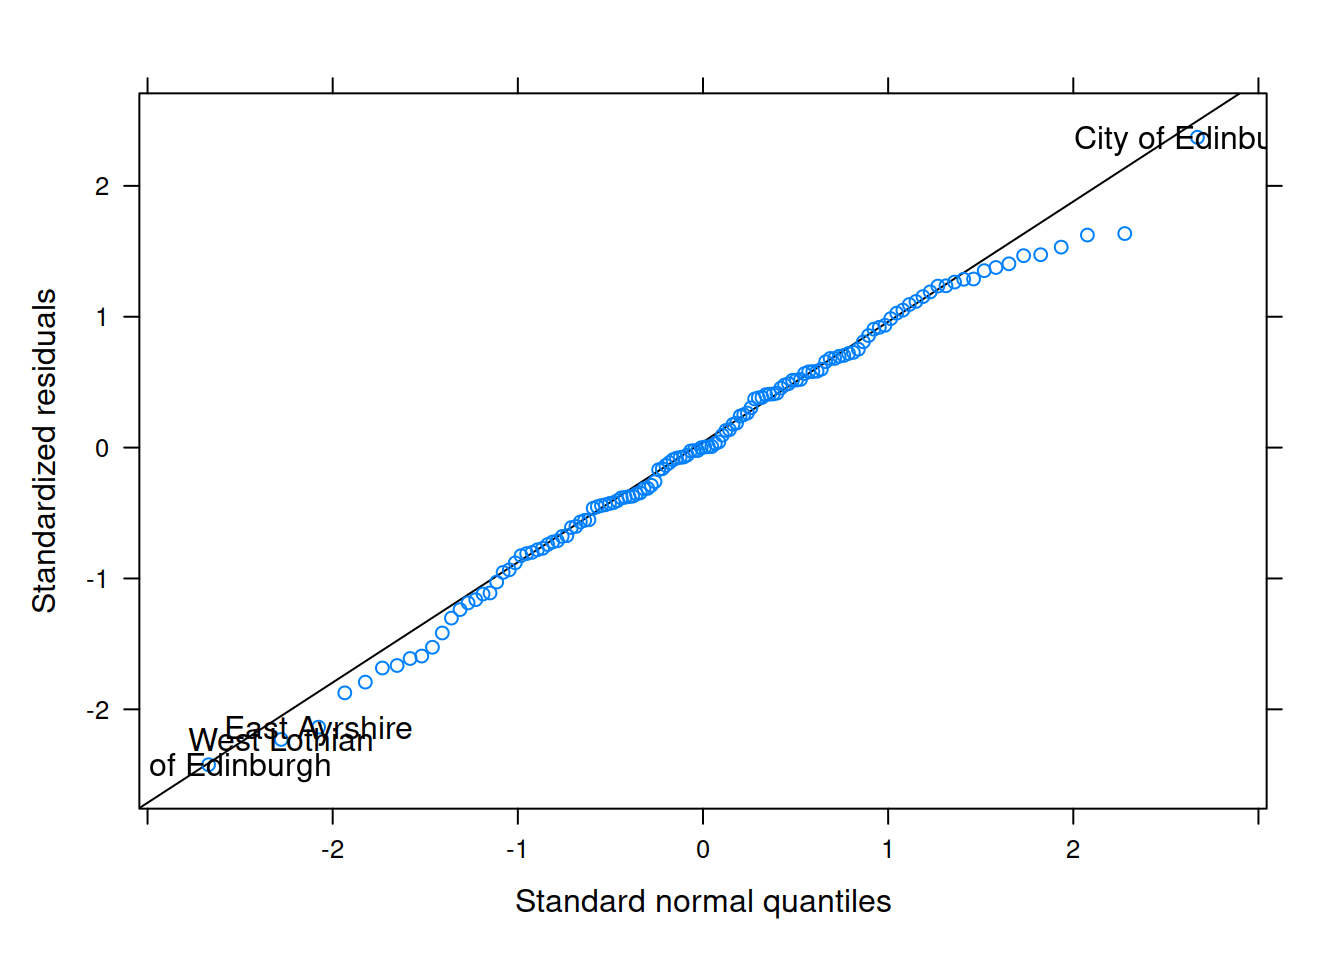 City of Edinbu
2
1
0
-1
-2
Standardized residuals
East Ayrshire
West Lothian
of Edinburgh
-2
-1
0
1
2
Standard normal quantiles